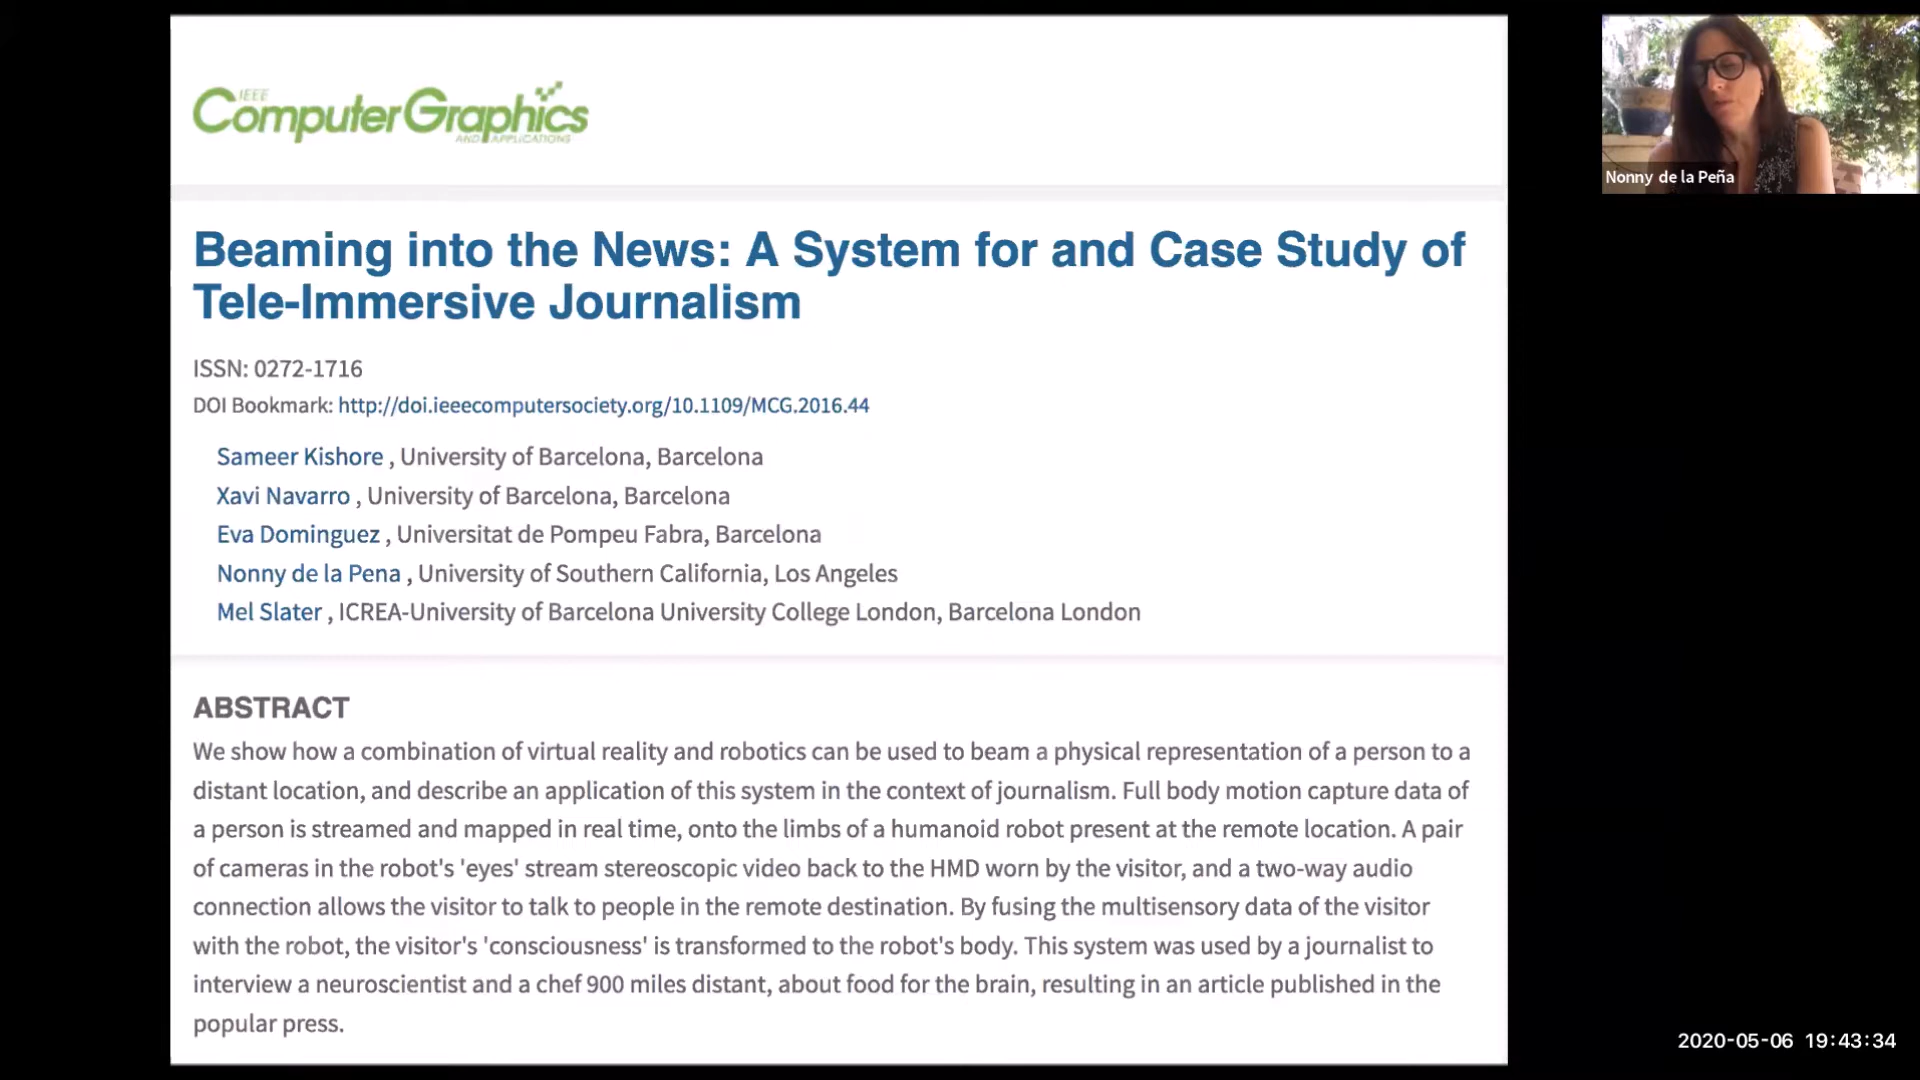 IEEE
ComputerGraphics
AND APPLICATIONS
Nonny de la Peña
Beaming into the News: A System for and Case Study of
Tele-Immersive Journalism
ISSN: 0272-1716
DOI Bookmark: http://doi.ieeecomputersociety.org/10.1109/MCG.2016.44
Sameer Kishore , University of Barcelona, Barcelona
Xavi Navarro , University of Barcelona, Barcelona
Eva Dominguez , Universitat de Pompeu Fabra, Barcelona
Nonny de la Pena , University of Southern California, Los Angeles
Mel Slater , ICREA-University of Barcelona University College London, Barcelona London
ABSTRACT
We show how a combination of virtual reality and robotics can be used to beam a physical representation of a person to a
distant location, and describe an application of this system in the context of journalism. Full body motion capture data of
a person is streamed and mapped in real time, onto the limbs of a humanoid robot present at the remote location. A pair
of cameras in the robot's 'eyes' stream stereoscopic video back to the HMD worn by the visitor, and a two-way audio
connection allows the visitor to talk to people in the remote destination. By fusing the multisensory data of the visitor
with the robot, the visitor's 'consciousness' is transformed to the robot's body. This system was used by a journalist to
interview a neuroscientist and a chef 900 miles distant, about food for the brain, resulting in an article published in the
popular press.
2020-05-06 19:43:34